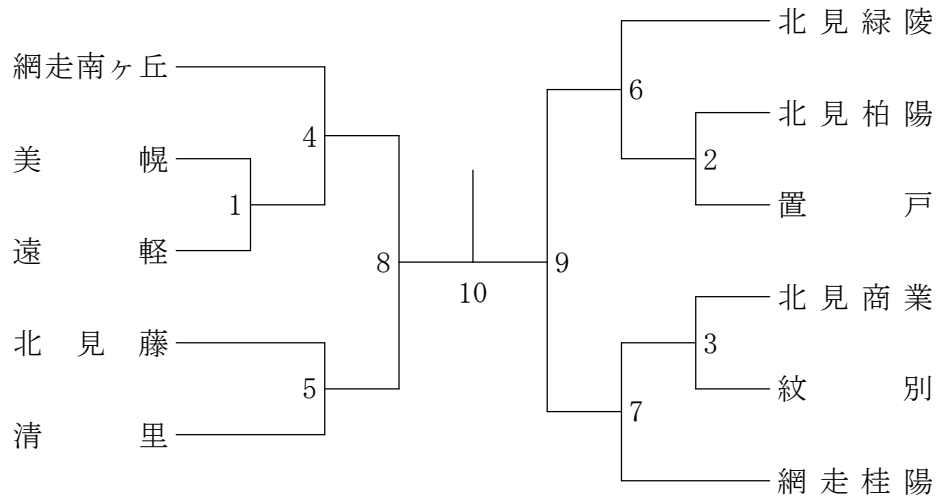 網走南ヶ丘
美幌
遠軽
北見藤
清里
4
1
8
5
10
北見緑陵
北見柏陽
置戸
北見商業
紋別
網走桂陽
6
2
9
3
7